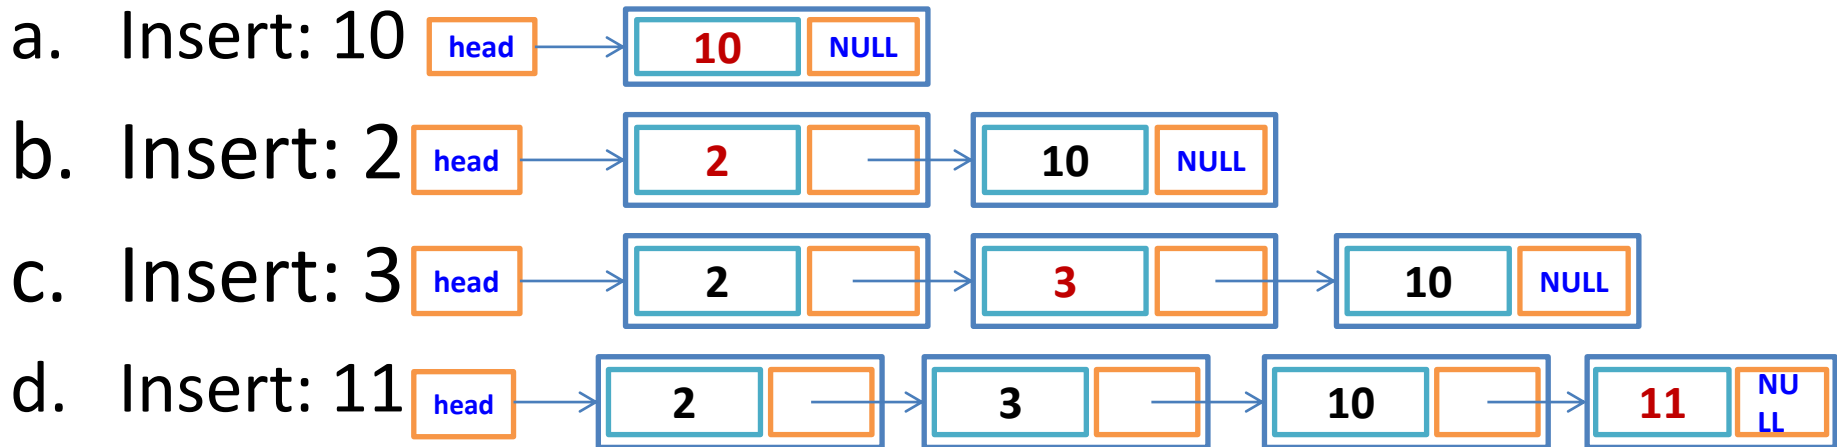 a. Insert: 10 head 10 NULL
b. Insert: 2 head 2 10 NULL
c. Insert: 3 head 2 3 10 NULL
d. Insert: 11 head 2 3 10 11 NU
LL